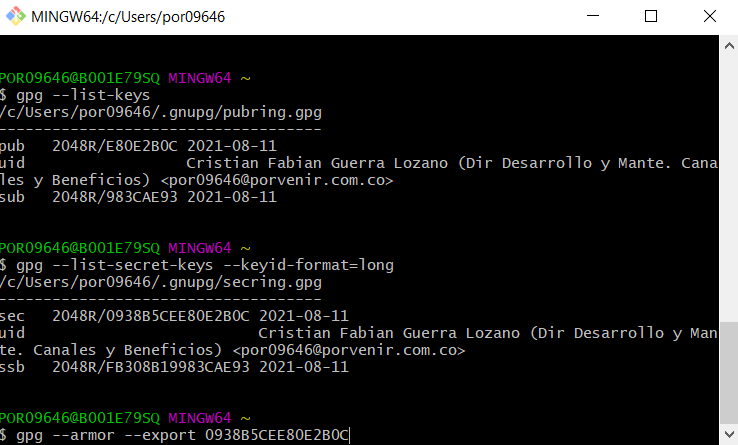 MINGW64:/c/Users/por09646
POR09646@B001E79SQ MINGW64 ~
$ gpg --list-keys
/c/Users/por09646/.gnupg/pubring.gpg
------------------------------------
pub   2048R/E80E2B0C 2021-08-11
uid                  Cristian Fabian Guerra Lozano (Dir Desarrollo y Mante. Cana
les y Beneficios) <por09646@porvenir.com.co>
sub   2048R/983CAE93 2021-08-11
POR09646@B001E79SQ MINGW64 ~
$ gpg --list-secret-keys --keyid-format=long
/c/Users/por09646/.gnupg/secring.gpg
------------------------------------
sec   2048R/0938B5CEE80E2B0C 2021-08-11
uid                          Cristian Fabian Guerra Lozano (Dir Desarrollo y Man
te. Canales y Beneficios) <por09646@porvenir.com.co>
ssb   2048R/FB308B19983CAE93 2021-08-11
POR09646@B001E79SQ MINGW64 ~
$ gpg --armor --export 0938B5CEE80E2B0C